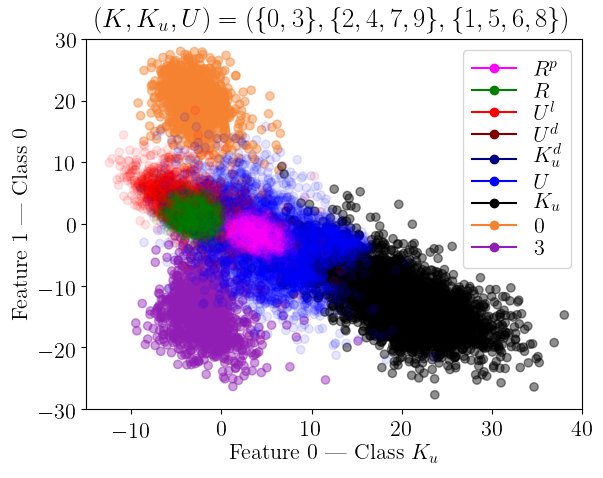 (K, K_u, U) = ({0, 3}, {2, 4, 7, 9}, {1, 5, 6, 8})
30
20
10
0
−10
−20
−30
Feature 1 — Class 0
R^p
R
U^l
U^d
K_u^d
U
K_u
0
3
−10
0
10
20
30
40
Feature 0 — Class K_u